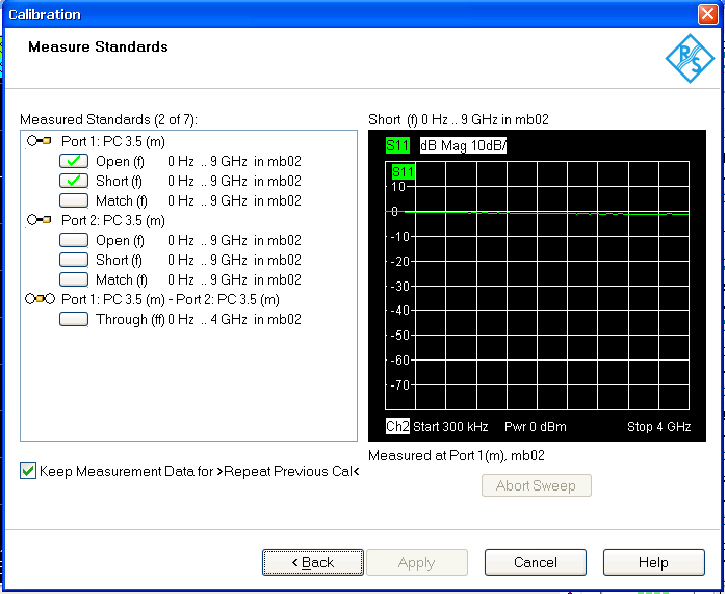 Calibration
Measure Standards
R S
Measured Standards (2 of 7):
Port 1: PC 3.5 (m)
Open (f) 0 Hz .. 9 GHz in mb02
Short (f) 0 Hz .. 9 GHz in mb02
Match (f) 0 Hz .. 9 GHz in mb02
Port 2: PC 3.5 (m)
Open (f) 0 Hz .. 9 GHz in mb02
Short (f) 0 Hz .. 9 GHz in mb02
Match (f) 0 Hz .. 9 GHz in mb02
Port 1: PC 3.5 (m) - Port 2: PC 3.5 (m)
Through (ff) 0 Hz .. 4 GHz in mb02
Keep Measurement Data for >Repeat Previous Cal<
Short (f) 0 Hz .. 9 GHz in mb02
S11 dB Mag 10dB/
S11
10
0
-10
-20
-30
-40
-50
-60
-70
Ch2 Start 300 kHz Pwr 0 dBm Stop 4 GHz
Measured at Port 1(m), mb02
Abort Sweep
< Back
Apply
Cancel
Help